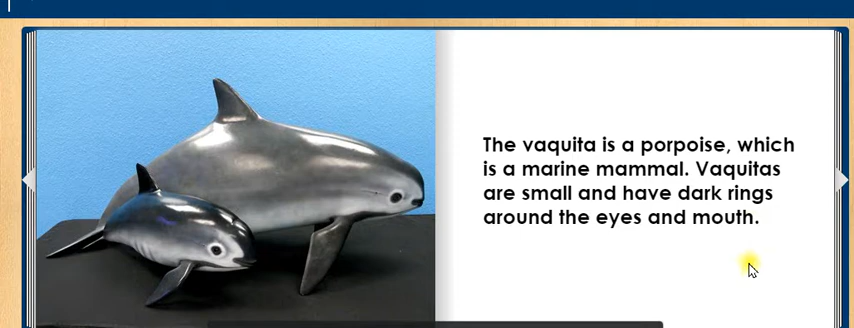 The vaquita is a porpoise, which
is a marine mammal. Vaquitas
are small and have dark rings
around the eyes and mouth.